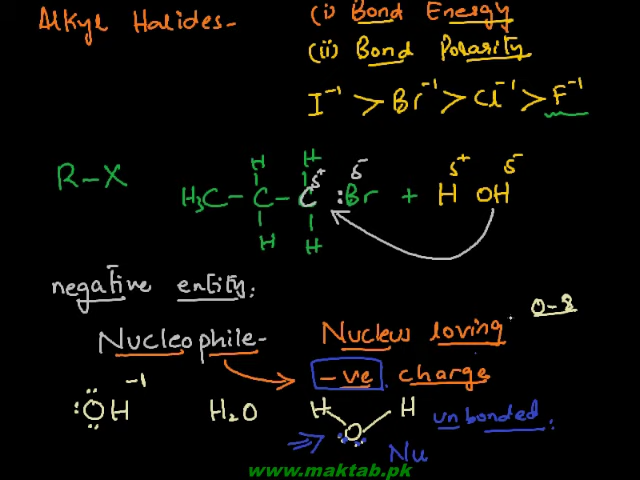 Alkyl Halides-
(i) Bond Energy
(ii) Bond Polarity
I⁻¹ > Br⁻¹ > Cl⁻¹ > F⁻¹
R-X
H H
δ+ δ- δ+ δ-
H₃C - C - C :Br + H OH
H H
negative entity:
O-8
Nucleophile- Nucleus loving
-ve charge
:ÖH⁻¹ H₂O H H
O
unbonded:
Nu
www.maktab.pk